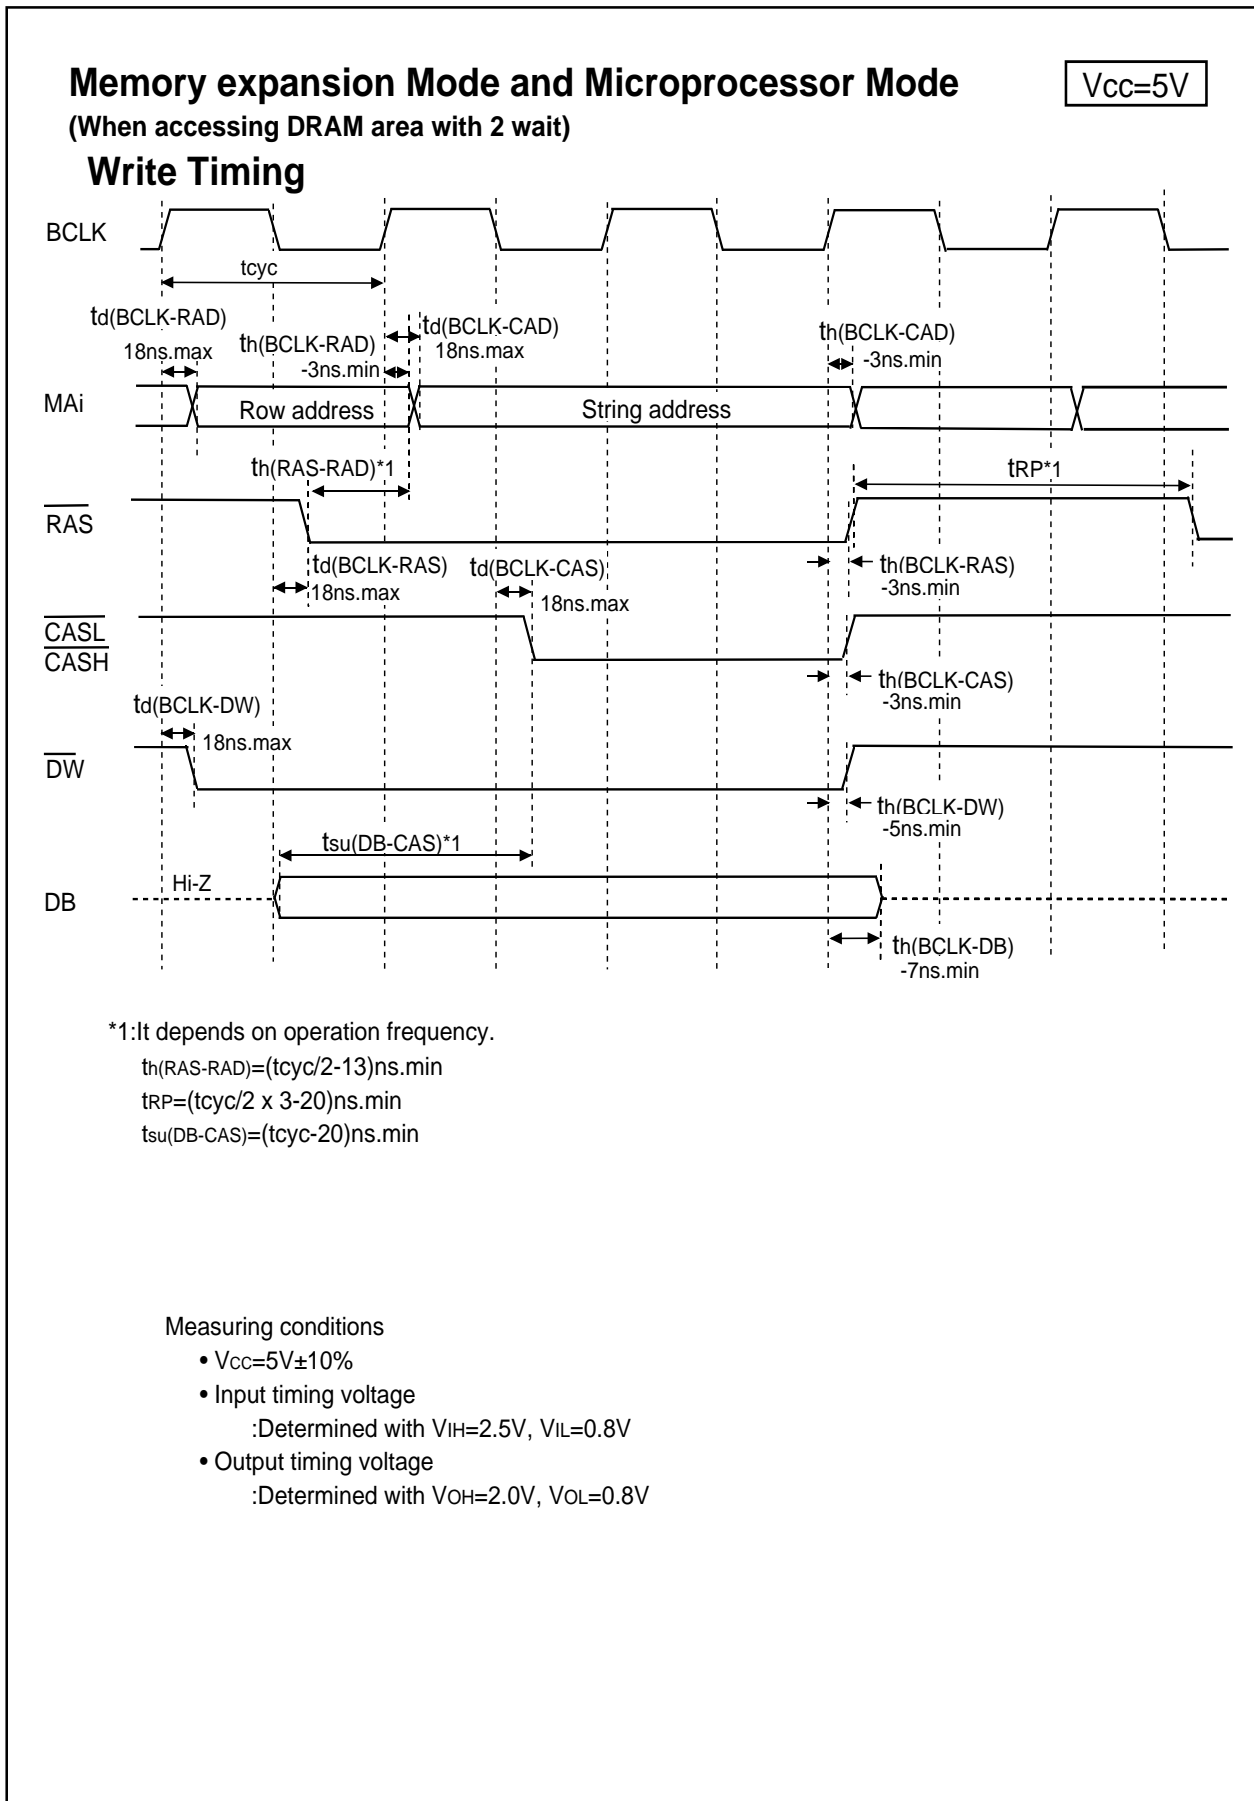 Memory expansion Mode and Microprocessor Mode
Vcc=5V
(When accessing DRAM area with 2 wait)
Write Timing
BCLK
tcyc
td(BCLK-RAD)
18ns.max
th(BCLK-RAD)
-3ns.min
td(BCLK-CAD)
18ns.max
th(BCLK-CAD)
-3ns.min
MAi
Row address
String address
th(RAS-RAD)*1
tRP*1
RAS
td(BCLK-RAS)
18ns.max
td(BCLK-CAS)
18ns.max
th(BCLK-RAS)
-3ns.min
CASL
CASH
th(BCLK-CAS)
-3ns.min
td(BCLK-DW)
18ns.max
DW
th(BCLK-DW)
-5ns.min
tsu(DB-CAS)*1
Hi-Z
DB
th(BCLK-DB)
-7ns.min
*1:It depends on operation frequency.
th(RAS-RAD)=(tcyc/2-13)ns.min
tRP=(tcyc/2 x 3-20)ns.min
tsu(DB-CAS)=(tcyc-20)ns.min
Measuring conditions
• VCC=5V±10%
• Input timing voltage
:Determined with VIH=2.5V, VIL=0.8V
• Output timing voltage
:Determined with VOH=2.0V, VOL=0.8V